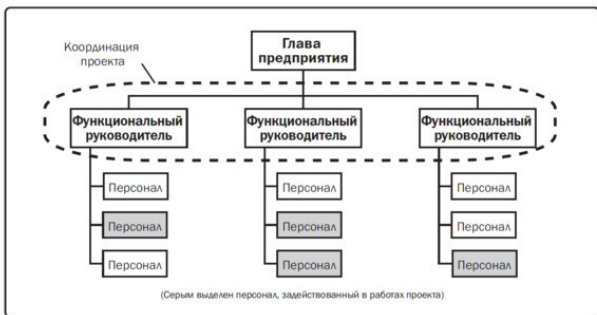 Координация
проекта
Глава
предприятия
Функциональный
руководитель
Функциональный
руководитель
Функциональный
руководитель
Персонал
Персонал
Персонал
Персонал
Персонал
Персонал
Персонал
Персонал
Персонал
(Серым выделен персонал, задействованный в работах проекта)